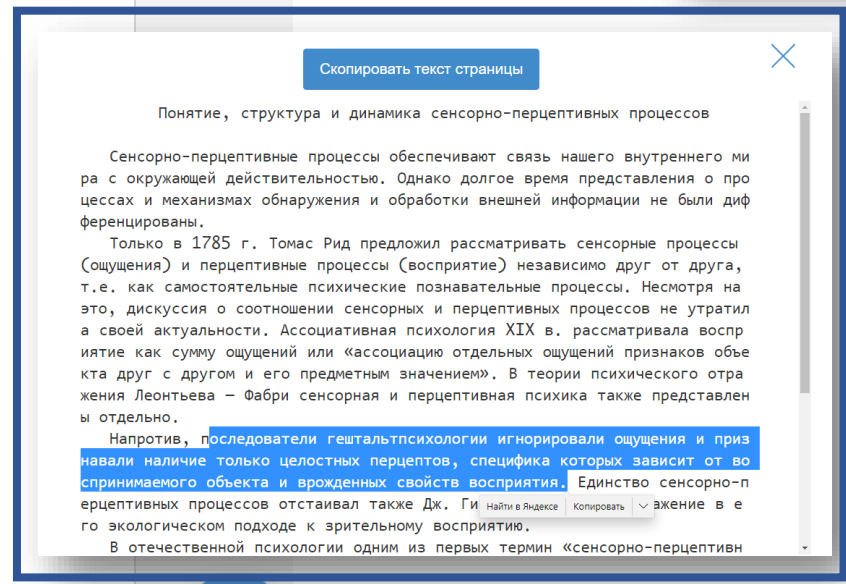 Скопировать текст страницы
Понятие, структура и динамика сенсорно-перцептивных процессов
Сенсорно-перцептивные процессы обеспечивают связь нашего внутреннего ми
ра с окружающей действительностью. Однако долгое время представления о про
цессах и механизмах обнаружения и обработки внешней информации не были диф
ференцированы.
Только в 1785 г. Томас Рид предложил рассматривать сенсорные процессы
(ощущения) и перцептивные процессы (восприятие) независимо друг от друга,
т.е. как самостоятельные психические познавательные процессы. Несмотря на
это, дискуссия о соотношении сенсорных и перцептивных процессов не утратил
а своей актуальности. Ассоциативная психология XIX в. рассматривала воспр
иятие как сумму ощущений или «ассоциацию отдельных ощущений признаков объе
кта друг с другом и его предметным значением». В теории психического отра
жения Леонтьева – Фабри сенсорная и перцептивная психика также представлен
ы отдельно.
Напротив, последователи гештальтпсихологии игнорировали ощущения и приз
навали наличие только целостных перцептов, специфика которых зависит от во
спринимаемого объекта и врожденных свойств восприятия. Единство сенсорно-п
ерцептивных процессов отстаивал также Дж. Ги ажение в е
Найти в Яндексе Копировать
го экологическом подходе к зрительному восприятию.
В отечественной психологии одним из первых термин «сенсорно-перцептивн